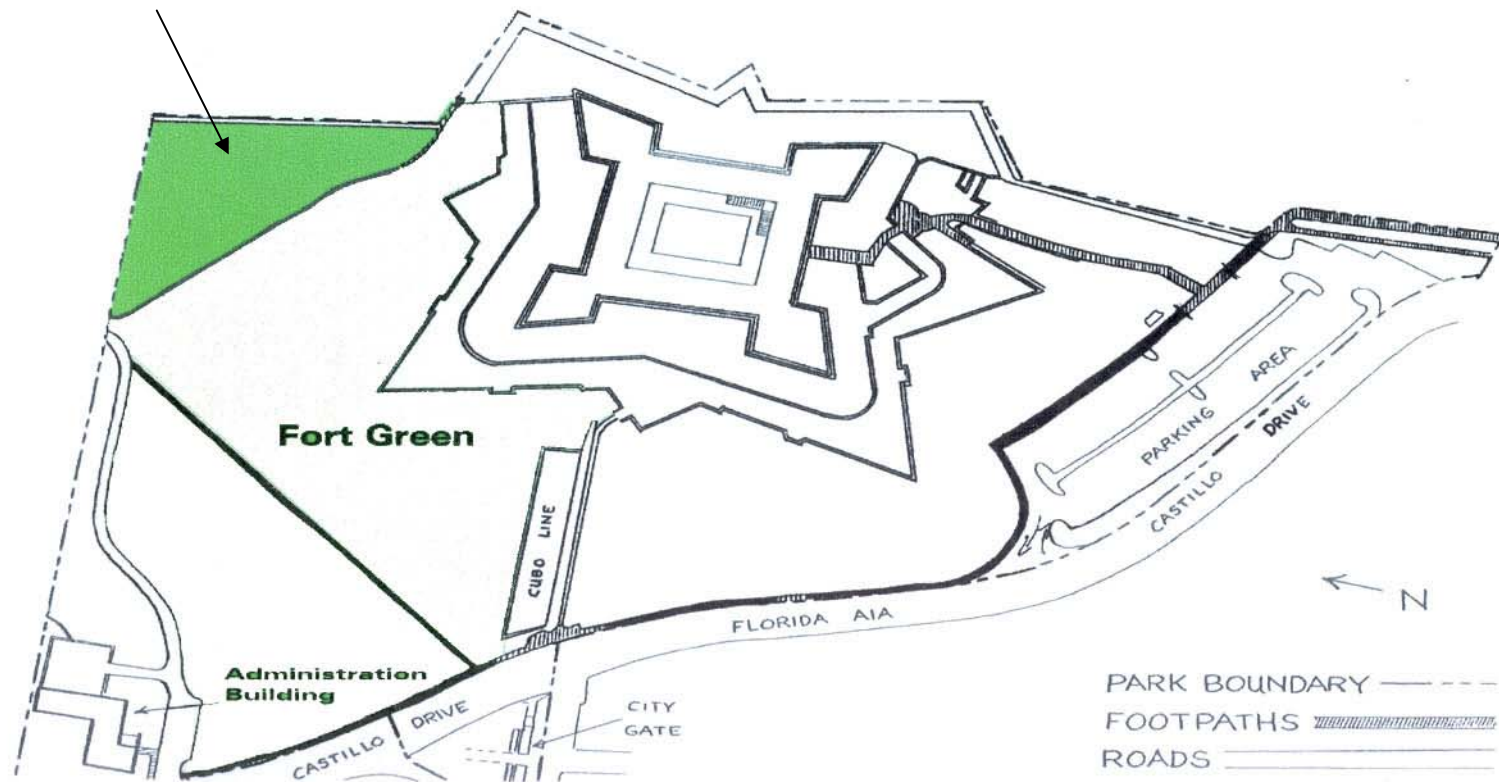 Fort Green
CUBO LINE
PARKING AREA
CASTILLO DRIVE
N
FLORIDA A1A
Administration
Building
CASTILLO DRIVE
CITY
GATE
PARK BOUNDARY
FOOTPATHS
ROADS